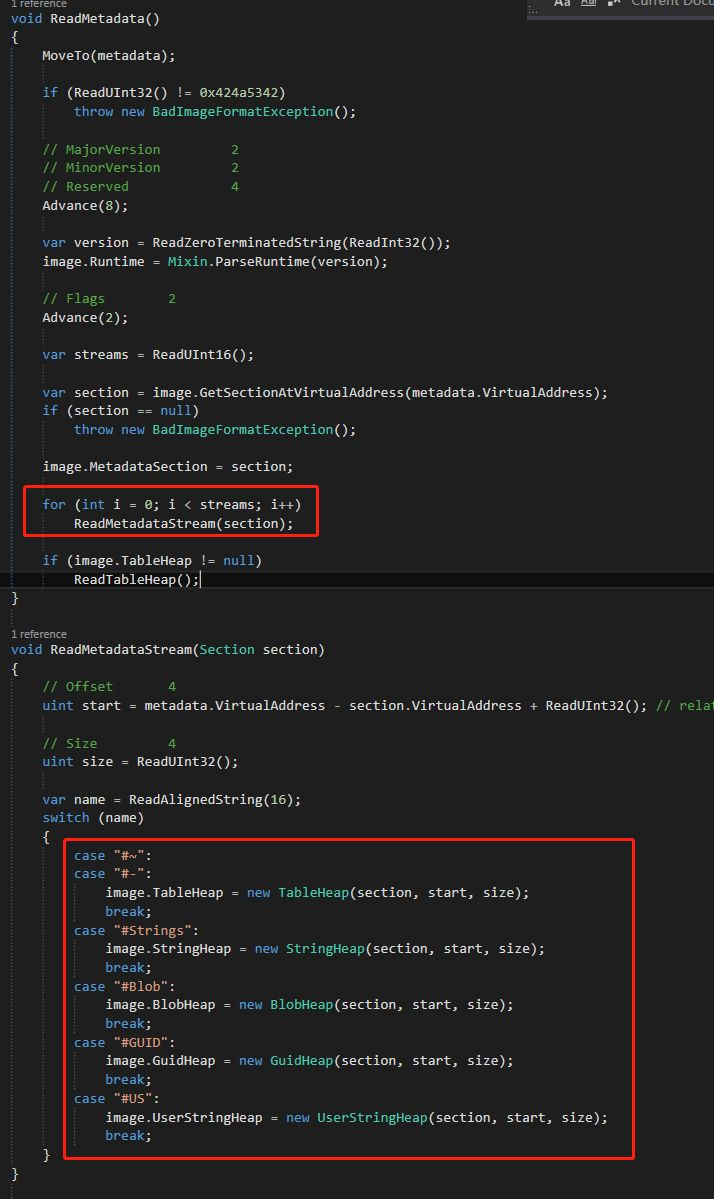 1 reference
Aa Abl Current Docu
void ReadMetadata()
{
    MoveTo(metadata);

    if (ReadUInt32() != 0x424a5342)
        throw new BadImageFormatException();

    // MajorVersion         2
    // MinorVersion         2
    // Reserved             4
    Advance(8);

    var version = ReadZeroTerminatedString(ReadInt32());
    image.Runtime = Mixin.ParseRuntime(version);

    // Flags        2
    Advance(2);

    var streams = ReadUInt16();

    var section = image.GetSectionAtVirtualAddress(metadata.VirtualAddress);
    if (section == null)
        throw new BadImageFormatException();

    image.MetadataSection = section;

    for (int i = 0; i < streams; i++)
        ReadMetadataStream(section);

    if (image.TableHeap != null)
        ReadTableHeap();
}

1 reference
void ReadMetadataStream(Section section)
{
    // Offset       4
    uint start = metadata.VirtualAddress - section.VirtualAddress + ReadUInt32(); // relat

    // Size         4
    uint size = ReadUInt32();

    var name = ReadAlignedString(16);
    switch (name)
    {
        case "#~":
        case "#-":
            image.TableHeap = new TableHeap(section, start, size);
            break;
        case "#Strings":
            image.StringHeap = new StringHeap(section, start, size);
            break;
        case "#Blob":
            image.BlobHeap = new BlobHeap(section, start, size);
            break;
        case "#GUID":
            image.GuidHeap = new GuidHeap(section, start, size);
            break;
        case "#US":
            image.UserStringHeap = new UserStringHeap(section, start, size);
            break;
    }
}